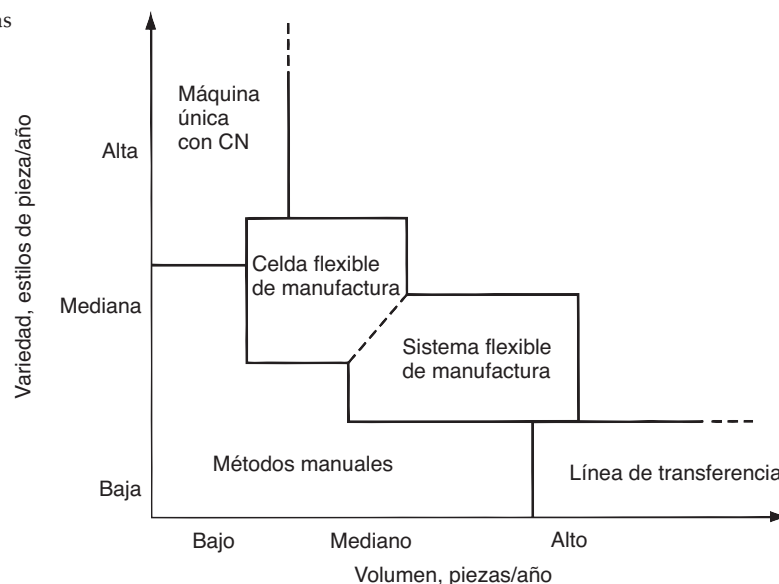 as
Variedad, estilos de pieza/año
Alta
Mediana
Baja
Máquina
única
con CN
Celda flexible
de manufactura
Sistema flexible
de manufactura
Métodos manuales
Línea de transferencia
Bajo
Mediano
Alto
Volumen, piezas/año